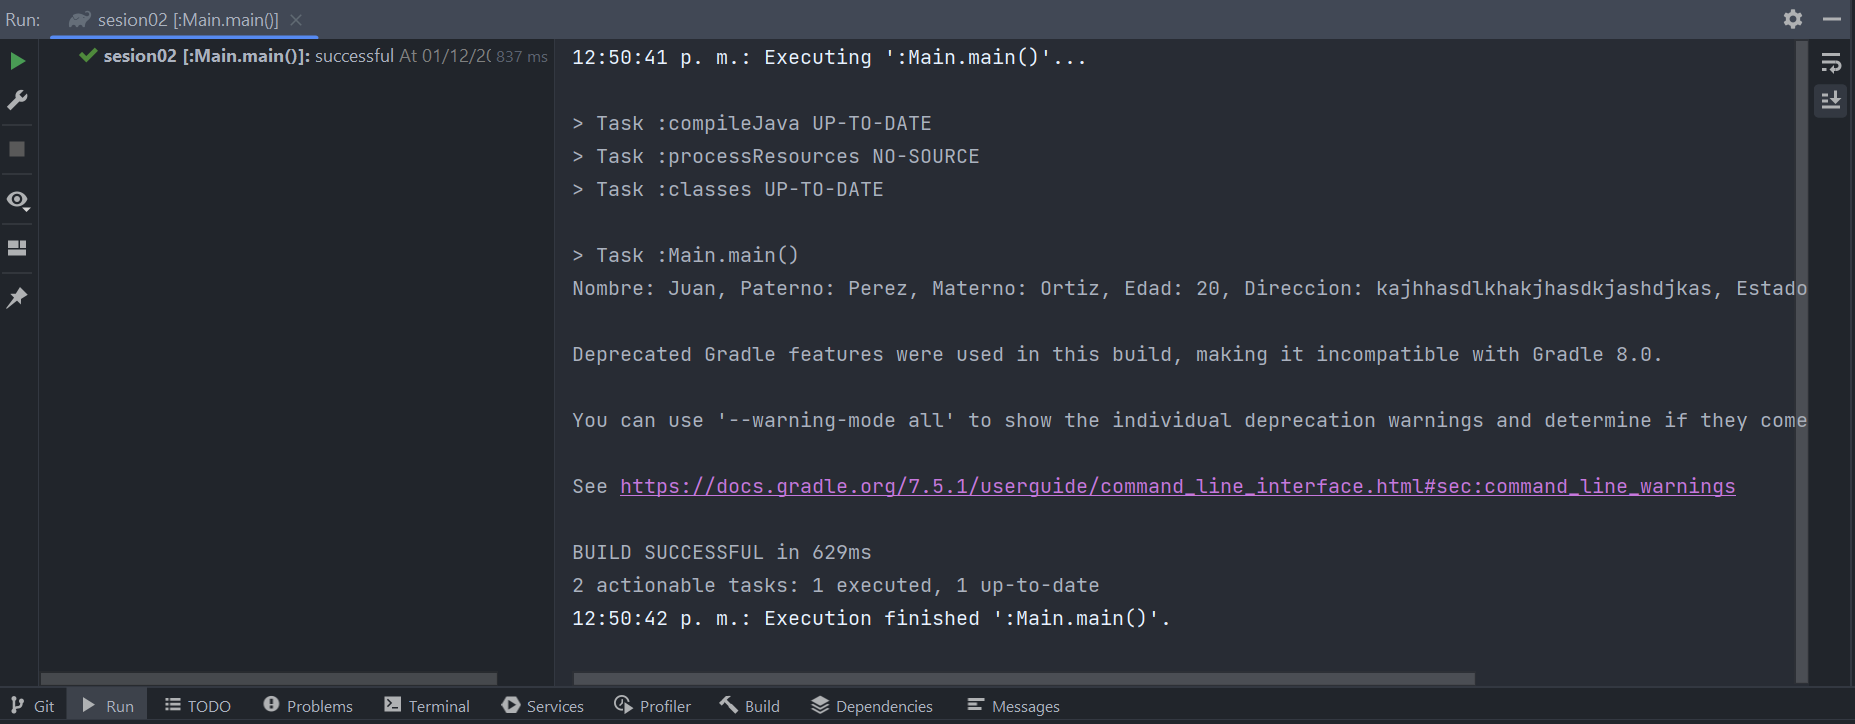 Run: sesion02 [:Main.main()]
sesion02 [:Main.main()]: successful At 01/12/20 837 ms
12:50:41 p. m.: Executing ':Main.main()'...
> Task :compileJava UP-TO-DATE
> Task :processResources NO-SOURCE
> Task :classes UP-TO-DATE
> Task :Main.main()
Nombre: Juan, Paterno: Perez, Materno: Ortiz, Edad: 20, Direccion: kajhhasdlkhakjhasdkjashdjkas, Estado
Deprecated Gradle features were used in this build, making it incompatible with Gradle 8.0.
You can use '--warning-mode all' to show the individual deprecation warnings and determine if they come
See https://docs.gradle.org/7.5.1/userguide/command_line_interface.html#sec:command_line_warnings
BUILD SUCCESSFUL in 629ms
2 actionable tasks: 1 executed, 1 up-to-date
12:50:42 p. m.: Execution finished ':Main.main()'.
Git Run TODO Problems Terminal Services Profiler Build Dependencies Messages